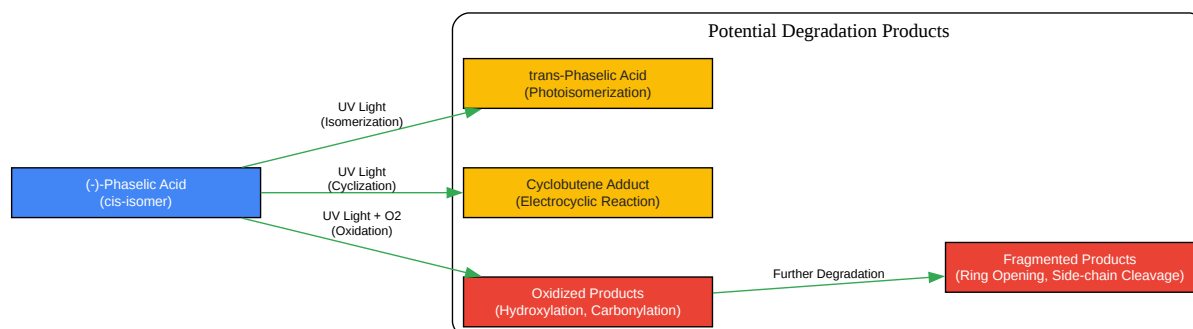 Potential Degradation Products
trans-Phaselic Acid
(Photoisomerization)
UV Light
(Isomerization)
(-)-Phaselic Acid
(cis-isomer)
UV Light
(Cyclization)
Cyclobutene Adduct
(Electrocyclic Reaction)
UV Light + O2
(Oxidation)
Oxidized Products
(Hydroxylation, Carbonylation)
Further Degradation
Fragmented Products
(Ring Opening, Side-chain Cleavage)